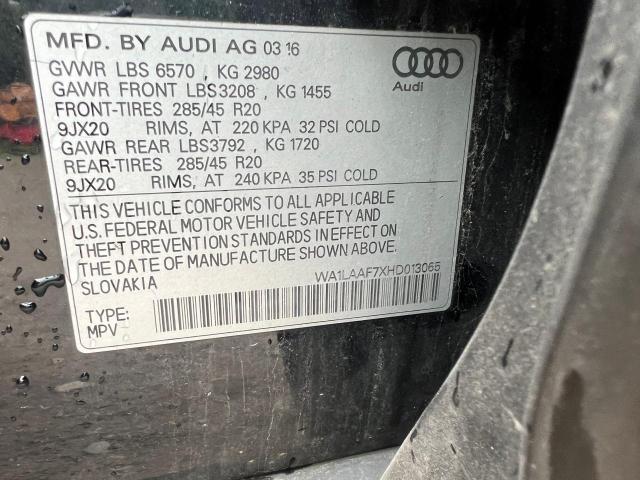 MFD. BY AUDI AG 03 16
GVWR LBS 6570 , KG 2980
GAWR FRONT LBS3208 , KG 1455
FRONT-TIRES 285/45 R20
9JX20 RIMS, AT 220 KPA 32 PSI COLD
GAWR REAR LBS3792 , KG 1720
REAR-TIRES 285/45 R20
9JX20 RIMS, AT 240 KPA 35 PSI COLD
Audi
THIS VEHICLE CONFORMS TO ALL APPLICABLE
U.S. FEDERAL MOTOR VEHICLE SAFETY AND
THEFT PREVENTION STANDARDS IN EFFECT ON
THE DATE OF MANUFACTURE SHOWN ABOVE.
SLOVAKIA
WA1LAAF7XHD013065
TYPE:
MPV